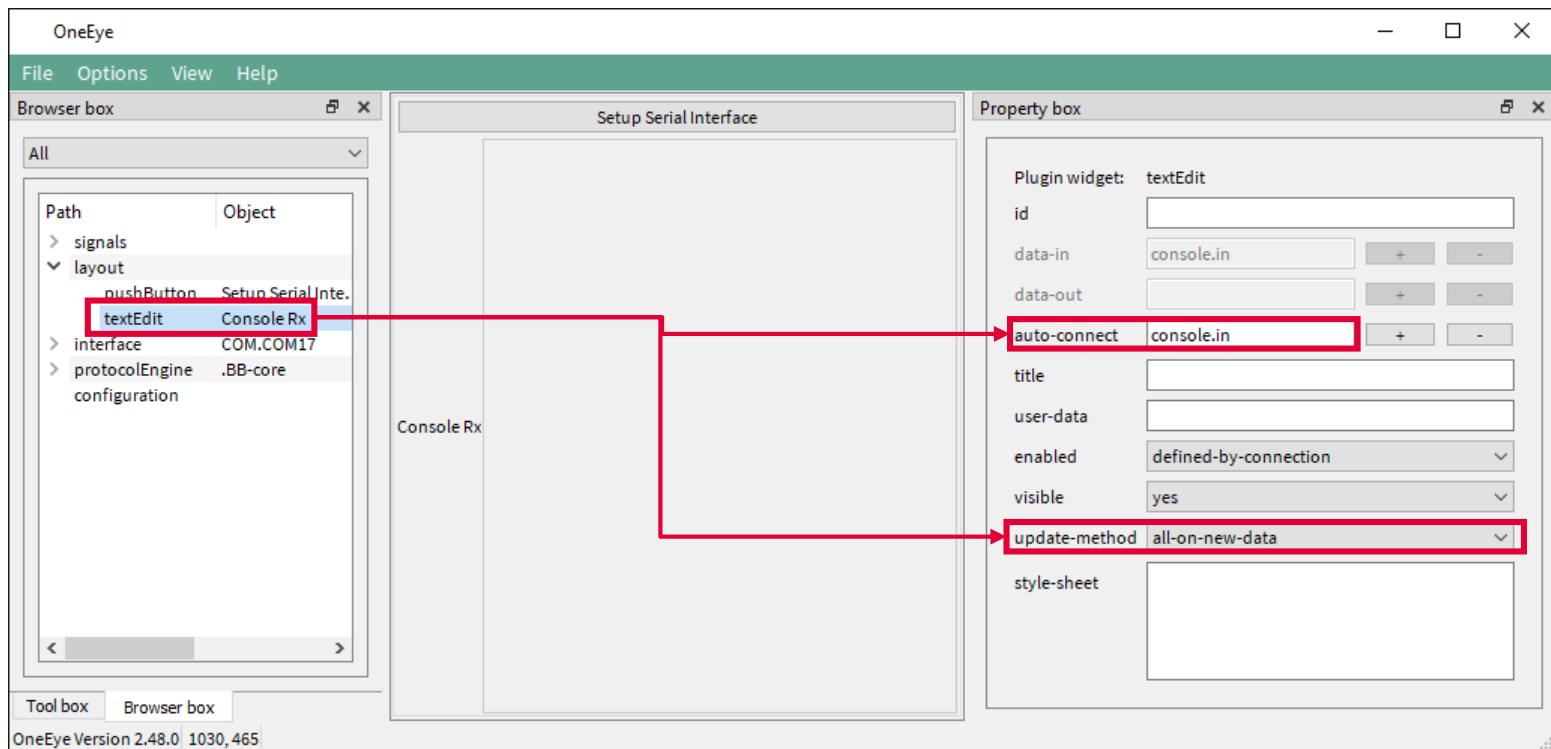 OneEye
File Options View Help
Browser box
All
Path Object
signals
layout
pushButton Setup Serial Inte.
textEdit Console Rx
interface COM.COM17
protocolEngine .BB-core
configuration
Tool box Browser box
OneEye Version 2.48.0 1030, 465
Setup Serial Interface
Console Rx
Property box
Plugin widget: textEdit
id
data-in console.in + -
data-out + -
auto-connect console.in + -
title
user-data
enabled defined-by-connection
visible yes
update-method all-on-new-data
style-sheet